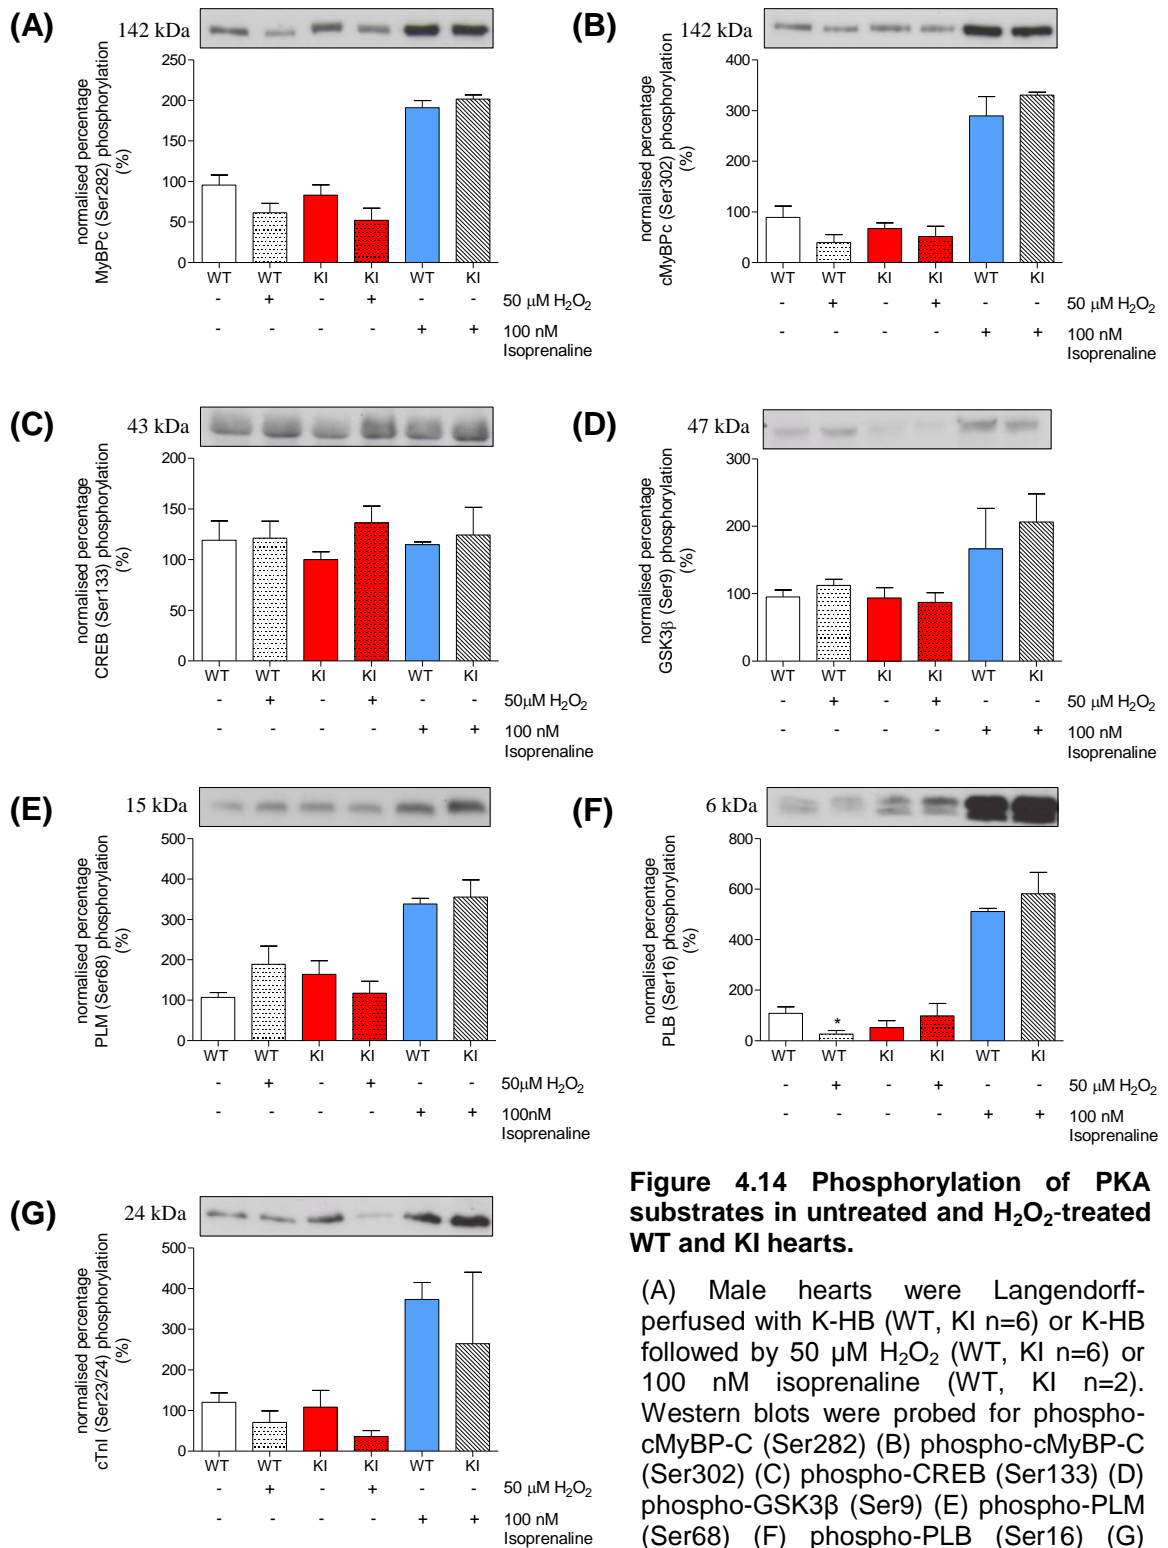 (A)
142 kDa
normalised percentage
MyBPc (Ser282) phosphorylation
(%)
250
200
150
100
50
0
WT WT KI KI WT KI
- + - + - - 50 μM H₂O₂
- - - - + + 100 nM
Isoprenaline
(B)
142 kDa
normalised percentage
cMyBPc (Ser302) phosphorylation
(%)
400
300
200
100
0
WT WT KI KI WT KI
- + - + - - 50 μM H₂O₂
- - - - + + 100 nM
Isoprenaline
(C)
43 kDa
normalised percentage
CREB (Ser133) phosphorylation
(%)
200
150
100
50
0
WT WT KI KI WT KI
- + - + - - 50μM H₂O₂
- - - - + + 100 nM
Isoprenaline
(D)
47 kDa
normalised percentage
GSK3β (Ser9) phosphorylation
(%)
300
200
100
0
WT WT KI KI WT KI
- + - + - - 50 μM H₂O₂
- - - - + + 100 nM
Isoprenaline
(E)
15 kDa
normalised percentage
PLM (Ser68) phosphorylation
(%)
500
400
300
200
100
0
WT WT KI KI WT KI
- + - + - - 50μM H₂O₂
- - - - + + 100nM
Isoprenaline
(F)
6 kDa
normalised percentage
PLB (Ser16) phosphorylation
(%)
800
600
400
200
0
*
WT WT KI KI WT KI
- + - + - - 50 μM H₂O₂
- - - - + + 100 nM
Isoprenaline
(G)
24 kDa
normalised percentage
cTnI (Ser23/24) phosphorylation
(%)
500
400
300
200
100
0
WT WT KI KI WT KI
- + - + - - 50 μM H₂O₂
- - - - + + 100 nM
Isoprenaline
Figure 4.14 Phosphorylation of PKA
substrates in untreated and H₂O₂-treated
WT and KI hearts.
(A) Male hearts were Langendorff-
perfused with K-HB (WT, KI n=6) or K-HB
followed by 50 µM H₂O₂ (WT, KI n=6) or
100 nM isoprenaline (WT, KI n=2).
Western blots were probed for phospho-
cMyBP-C (Ser282) (B) phospho-cMyBP-C
(Ser302) (C) phospho-CREB (Ser133) (D)
phospho-GSK3β (Ser9) (E) phospho-PLM
(Ser68) (F) phospho-PLB (Ser16) (G)